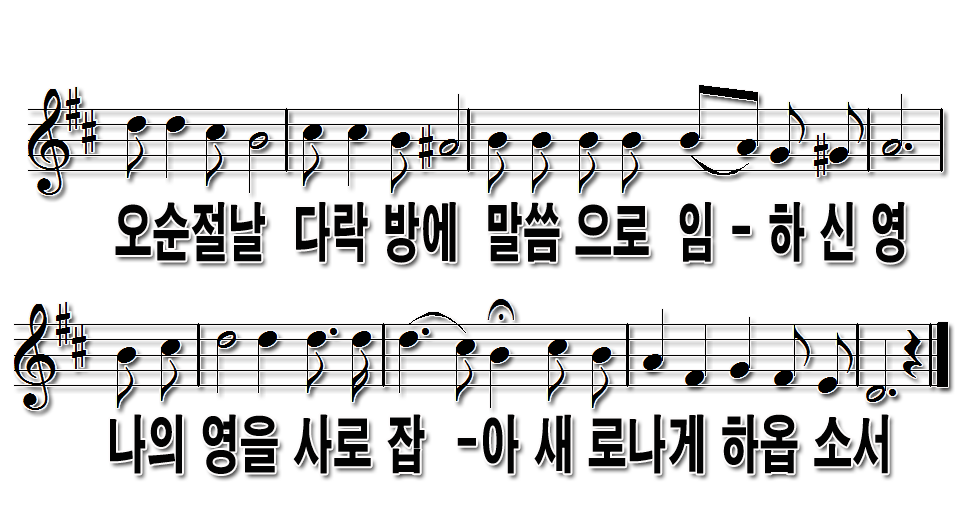 오순절날 다락 방에 말씀 으로 임 - 하 신 영
나의 영을 사로 잡 - 아 새 로나게 하옵 소서